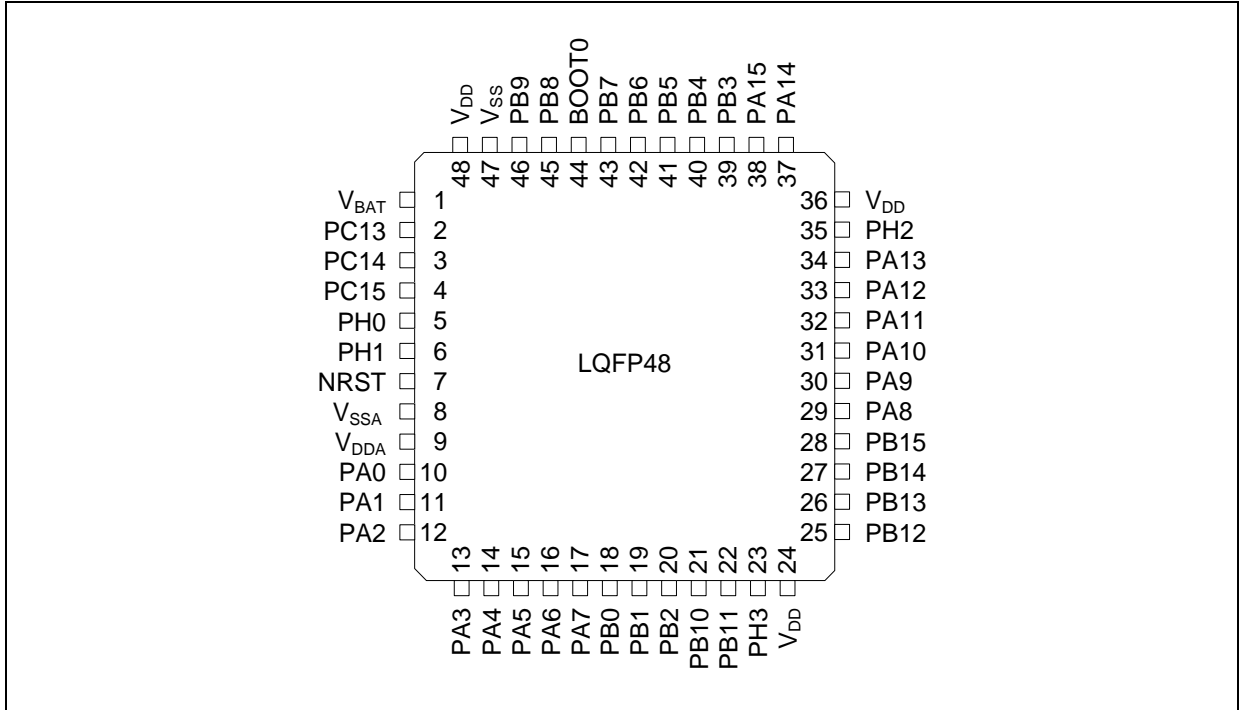 VDD VSS PB9 PB8 BOOT0 PB7 PB6 PB5 PB4 PB3 PA15 PA14
48 47 46 45 44 43 42 41 40 39 38 37
VBAT 1 36 VDD
PC13 2 35 PH2
PC14 3 34 PA13
PC15 4 33 PA12
PH0 5 32 PA11
PH1 6 31 PA10
LQFP48
NRST 7 30 PA9
VSSA 8 29 PA8
VDDA 9 28 PB15
PA0 10 27 PB14
PA1 11 26 PB13
PA2 12 25 PB12
13 14 15 16 17 18 19 20 21 22 23 24
PA3 PA4 PA5 PA6 PA7 PB0 PB1 PB2 PB10 PB11 PH3 VDD